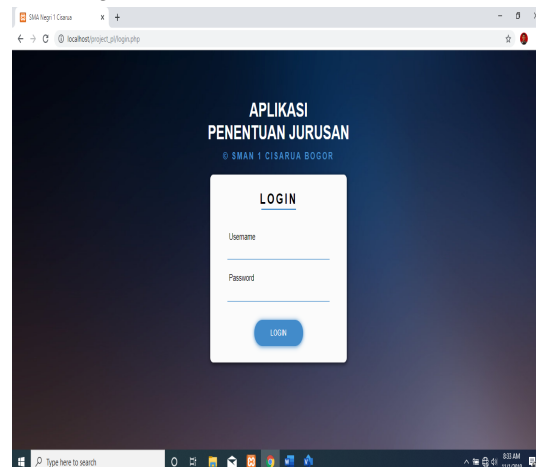 SMA Negri 1 Cisarua
localhost/project_pl/login.php
APLIKASI
PENENTUAN JURUSAN
© SMAN 1 CISARUA BOGOR
LOGIN
Username
Password
LOGIN
Type here to search
8:33 AM